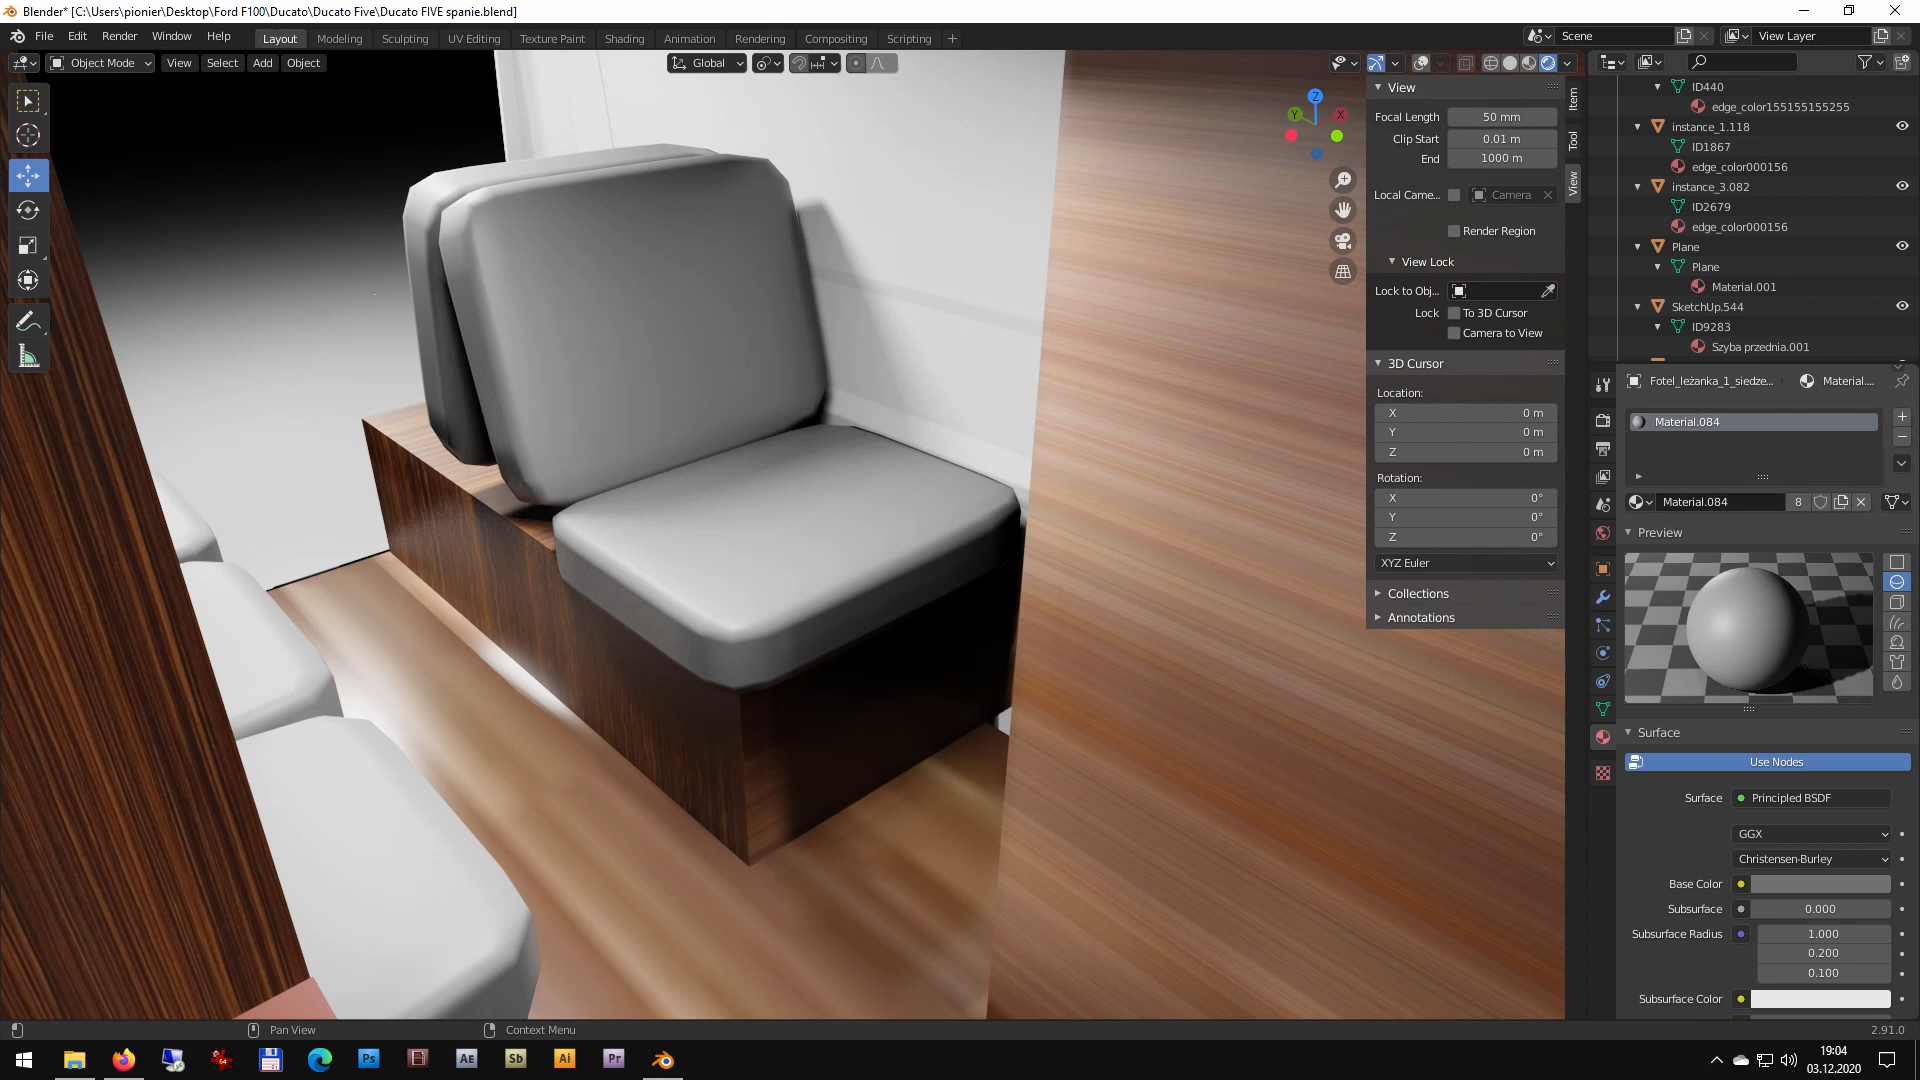 Blender* [C:\Users\pionier\Desktop\Ford F100\Ducato\Ducato Five\Ducato FIVE spanie.blend]
File Edit Render Window Help
Layout Modeling Sculpting UV Editing Texture Paint Shading Animation Rendering Compositing Scripting +
Scene
View Layer
Object Mode View Select Add Object
Global
Z
Y
X
View
Focal Length 50 mm
Clip Start 0.01 m
End 1000 m
Local Came... Camera
Render Region
View Lock
Lock to Obj...
Lock To 3D Cursor
Camera to View
3D Cursor
Location:
X 0 m
Y 0 m
Z 0 m
Rotation:
X 0°
Y 0°
Z 0°
XYZ Euler
Collections
Annotations
Item
Tool
View
ID440
edge_color155155155255
instance_1.118
ID1867
edge_color000156
instance_3.082
ID2679
edge_color000156
Plane
Plane
Material.001
SketchUp.544
ID9283
Szyba przednia.001
Fotel_leżanka_1_siedze... Material....
Material.084
Material.084 8
Preview
Surface
Use Nodes
Surface Principled BSDF
GGX
Christensen-Burley
Base Color
Subsurface 0.000
Subsurface Radius 1.000
0.200
0.100
Subsurface Color
Pan View
Context Menu
2.91.0
Ps
AE
Sb
Ai
Pr
19:04
03.12.2020